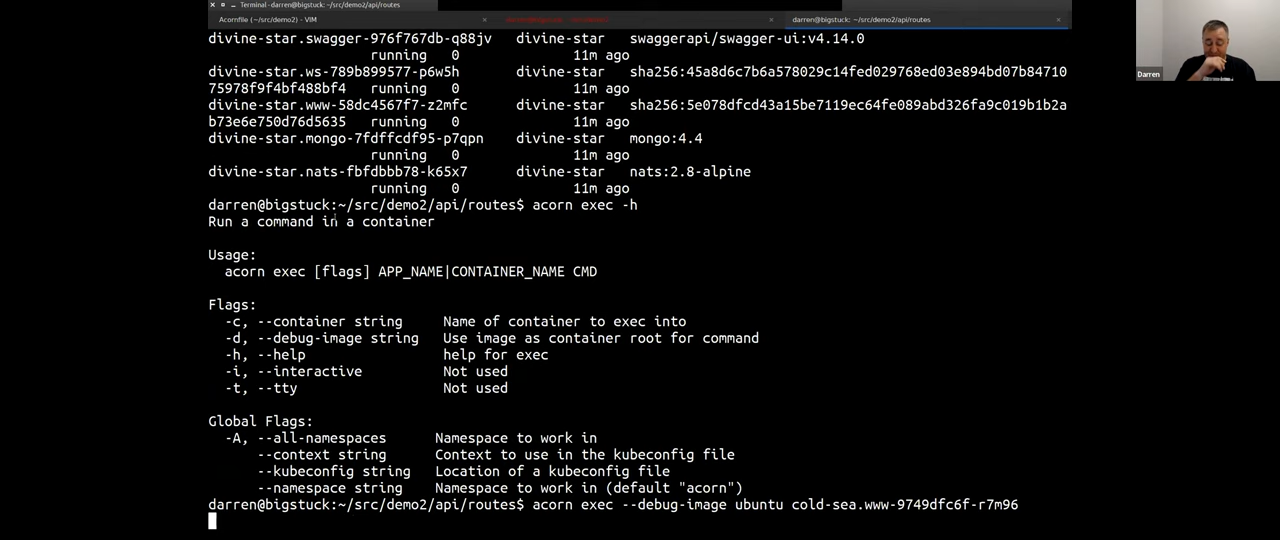 Terminal - darren@bigstuck: ~/src/demo2/api/routes
Acornfile (~/src/demo2) - VIM
darren@bigstuck: ~/src/demo2/api/routes
divine-star.swagger-976f767db-q88jv divine-star swaggerapi/swagger-ui:v4.14.0
running 0 11m ago
divine-star.ws-789b899577-p6w5h divine-star sha256:45a8d6c7b6a578029c14fed029768ed03e894bd07b84710
75978f9f4bf488bf4 running 0 11m ago
divine-star.www-58dc4567f7-z2mfc divine-star sha256:5e078dfcd43a15be7119ec64fe089abd326fa9c019b1b2a
b73e6e750d76d5635 running 0 11m ago
divine-star.mongo-7fdffcdf95-p7qpn divine-star mongo:4.4
running 0 11m ago
divine-star.nats-fbfdbbb78-k65x7 divine-star nats:2.8-alpine
running 0 11m ago
darren@bigstuck:~/src/demo2/api/routes$ acorn exec -h
Run a command in a container
Usage:
acorn exec [flags] APP_NAME|CONTAINER_NAME CMD
Flags:
-c, --container string Name of container to exec into
-d, --debug-image string Use image as container root for command
-h, --help help for exec
-i, --interactive Not used
-t, --tty Not used
Global Flags:
-A, --all-namespaces Namespace to work in
--context string Context to use in the kubeconfig file
--kubeconfig string Location of a kubeconfig file
--namespace string Namespace to work in (default "acorn")
darren@bigstuck:~/src/demo2/api/routes$ acorn exec --debug-image ubuntu cold-sea.www-9749dfc6f-r7m96
Darren